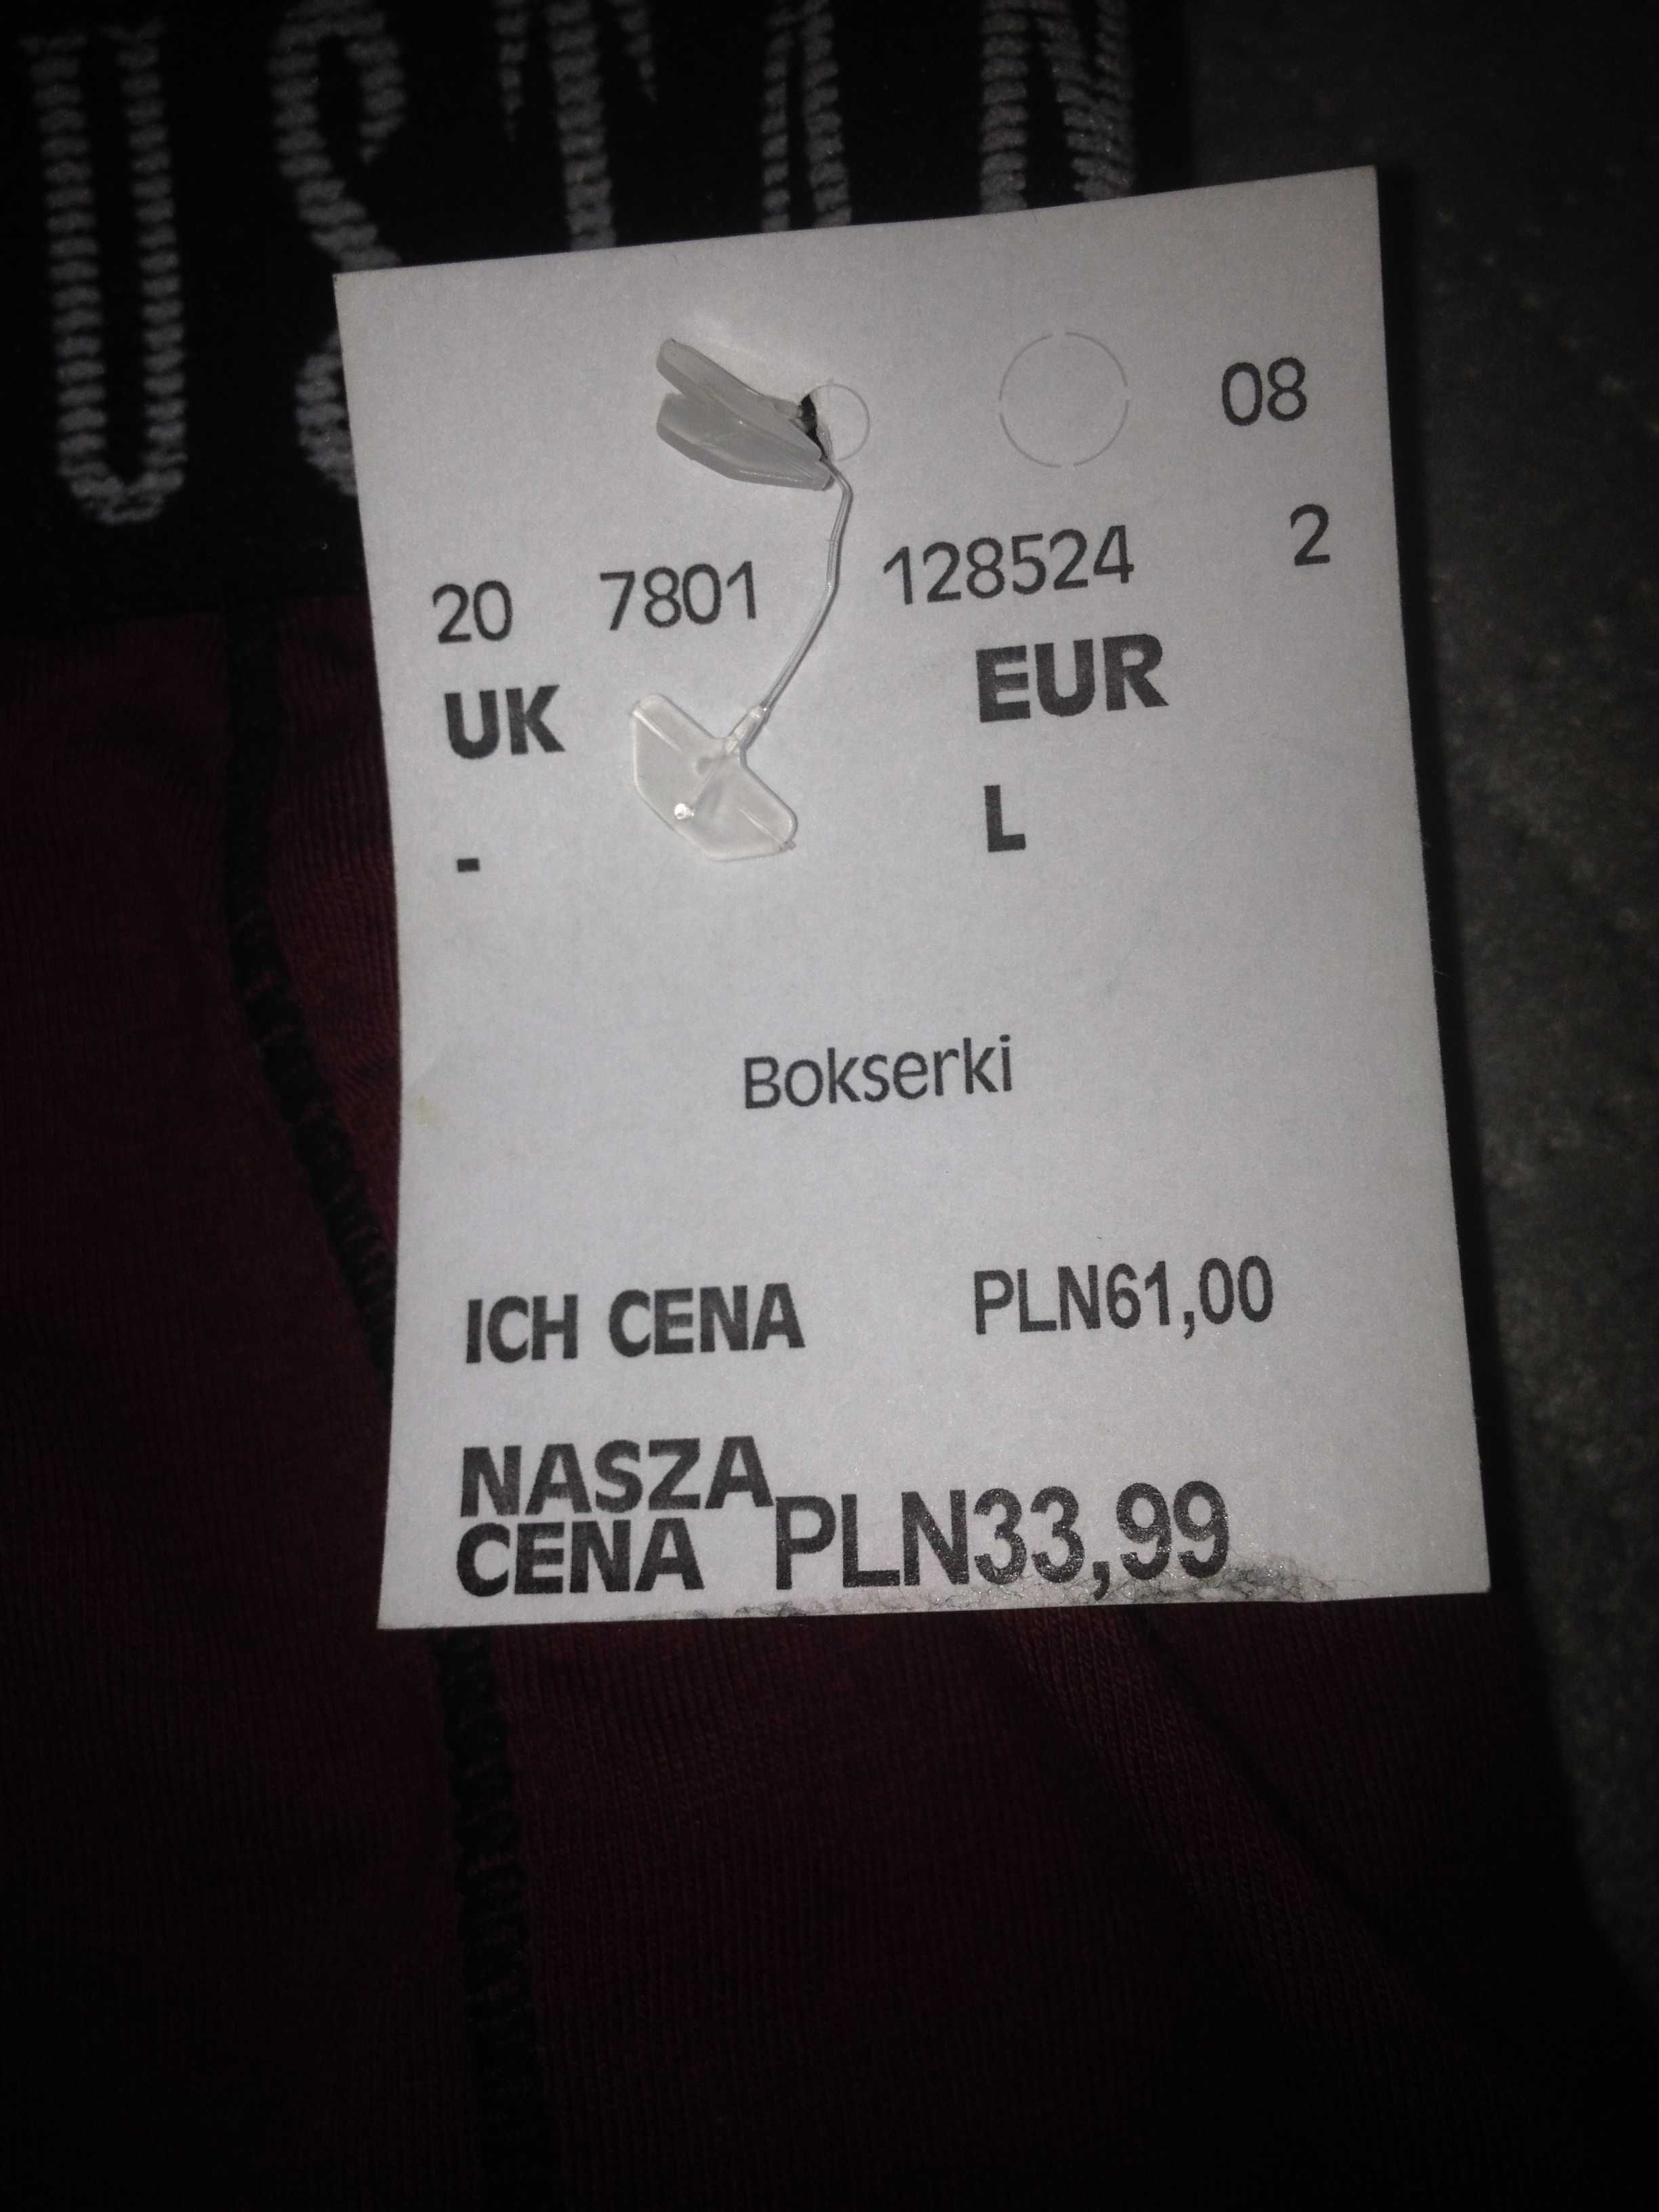 08
20 7801 128524 2
UK EUR
- L
Bokserki
ICH CENA PLN61,00
NASZA
CENA PLN33,99